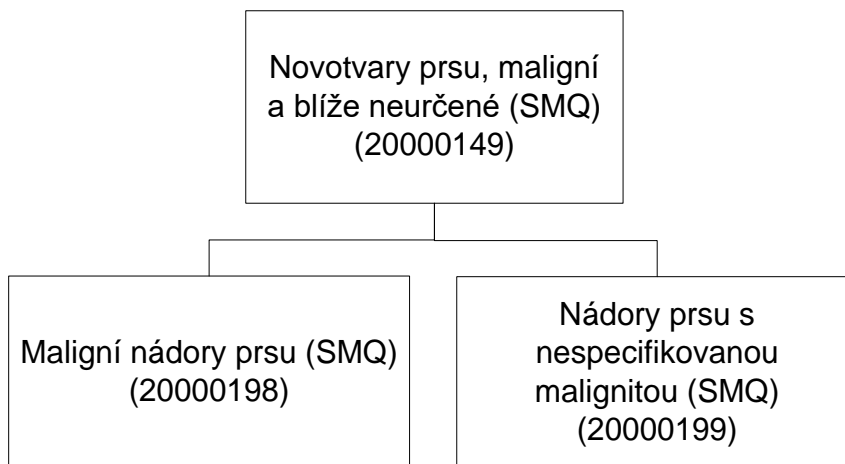 Novotvary prsu, maligní
a blíže neurčené (SMQ)
(20000149)
Maligní nádory prsu (SMQ)
(20000198)
Nádory prsu s
nespecifikovanou
malignitou (SMQ)
(20000199)